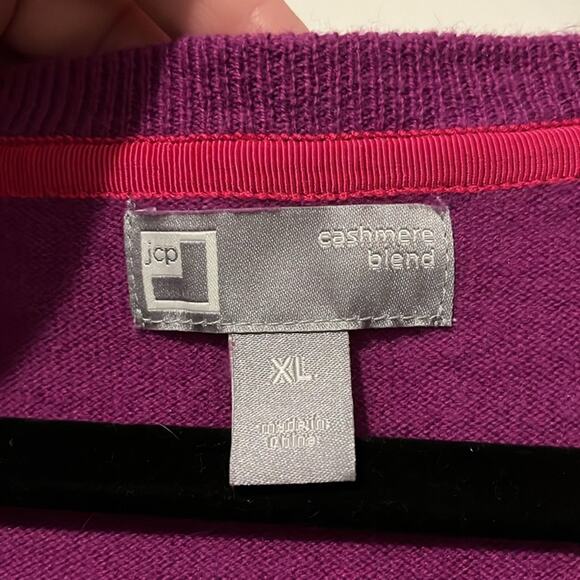 jcp
cashmere
blend
XL
made in
China